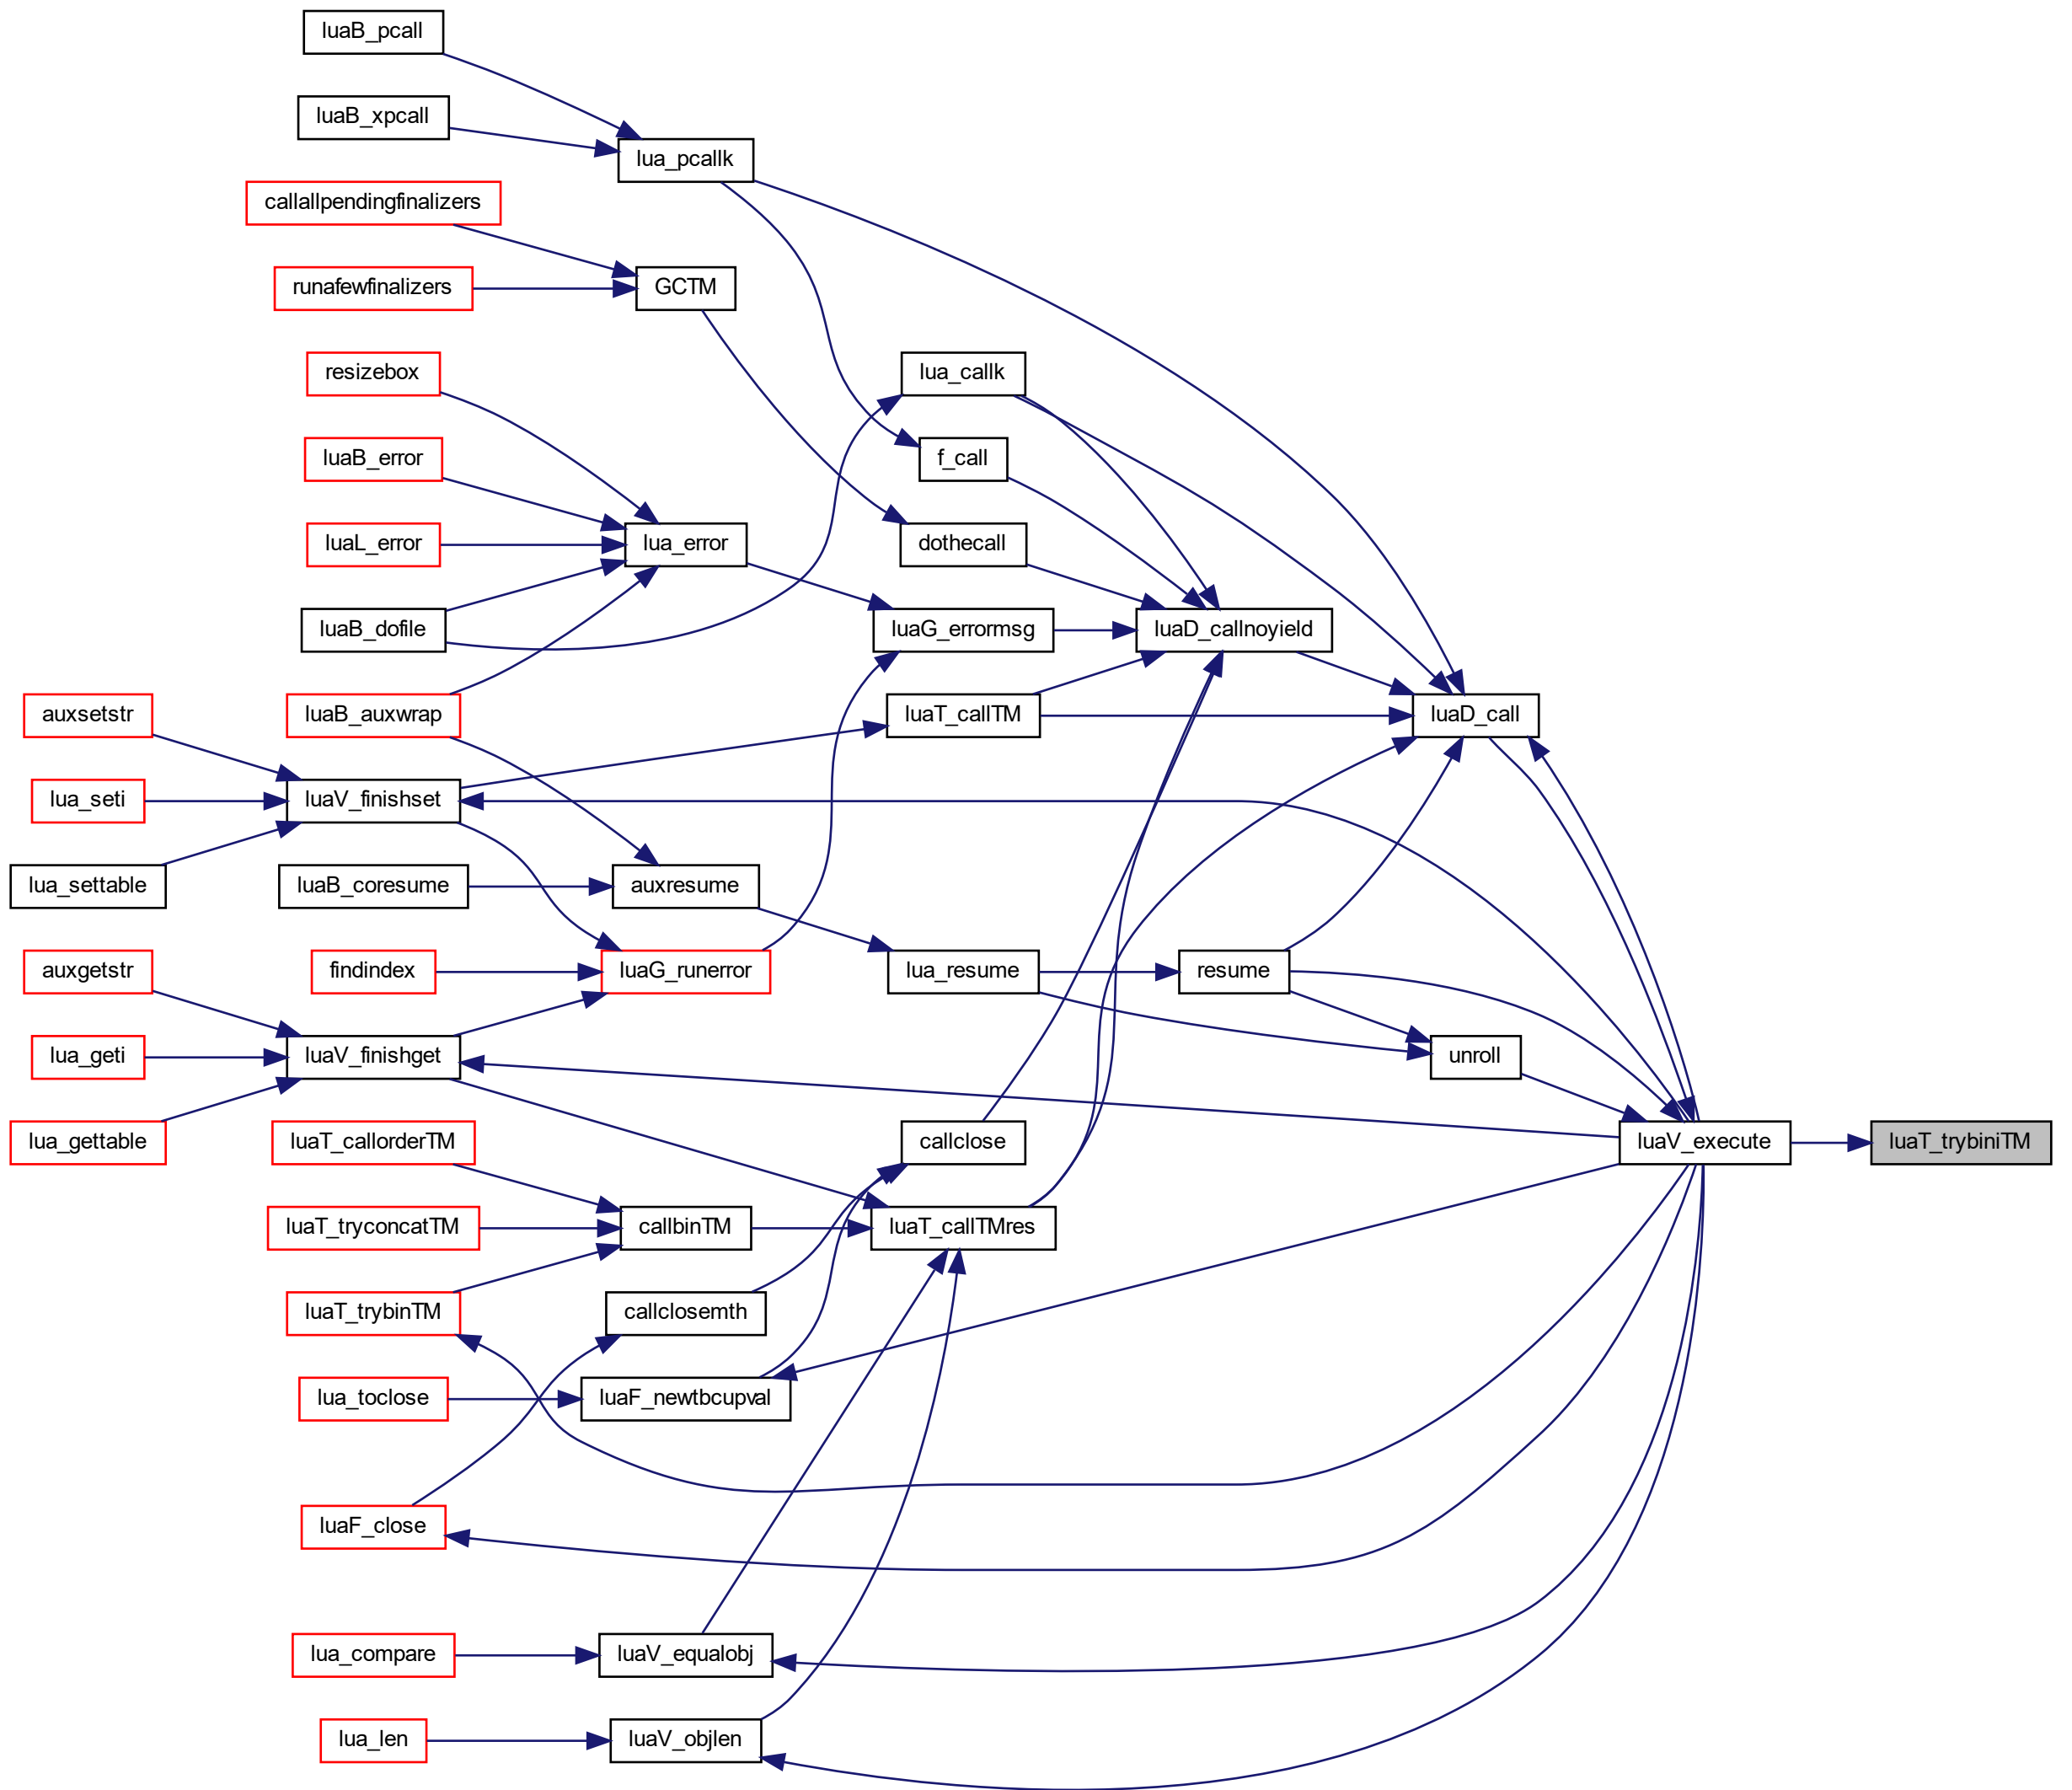 luaB_pcall
luaB_xpcall
lua_pcallk
callallpendingfinalizers
runafewfinalizers
GCTM
resizebox
lua_callk
luaB_error
f_call
luaL_error
lua_error
dothecall
luaB_dofile
luaG_errormsg
luaD_callnoyield
auxsetstr
luaB_auxwrap
luaT_callTM
luaD_call
lua_seti
luaV_finishset
lua_settable
luaB_coresume
auxresume
auxgetstr
findindex
luaG_runerror
lua_resume
resume
lua_geti
luaV_finishget
unroll
lua_gettable
luaT_callorderTM
callclose
luaV_execute
luaT_trybiniTM
luaT_tryconcatTM
callbinTM
luaT_callTMres
luaT_trybinTM
callclosemth
lua_toclose
luaF_newtbcupval
luaF_close
lua_compare
luaV_equalobj
lua_len
luaV_objlen